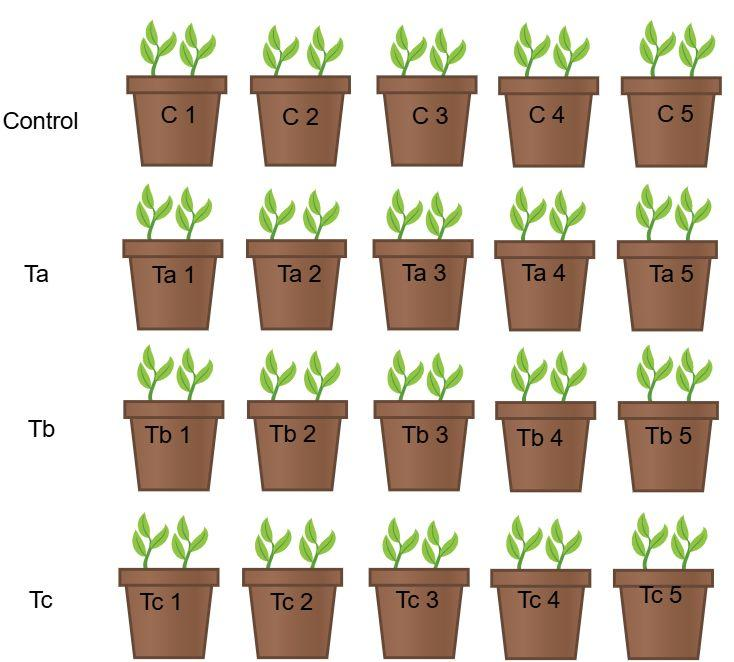 Control
C 1
C 2
C 3
C 4
C 5
Ta
Ta 1
Ta 2
Ta 3
Ta 4
Ta 5
Tb
Tb 1
Tb 2
Tb 3
Tb 4
Tb 5
Tc
Tc 1
Tc 2
Tc 3
Tc 4
Tc 5